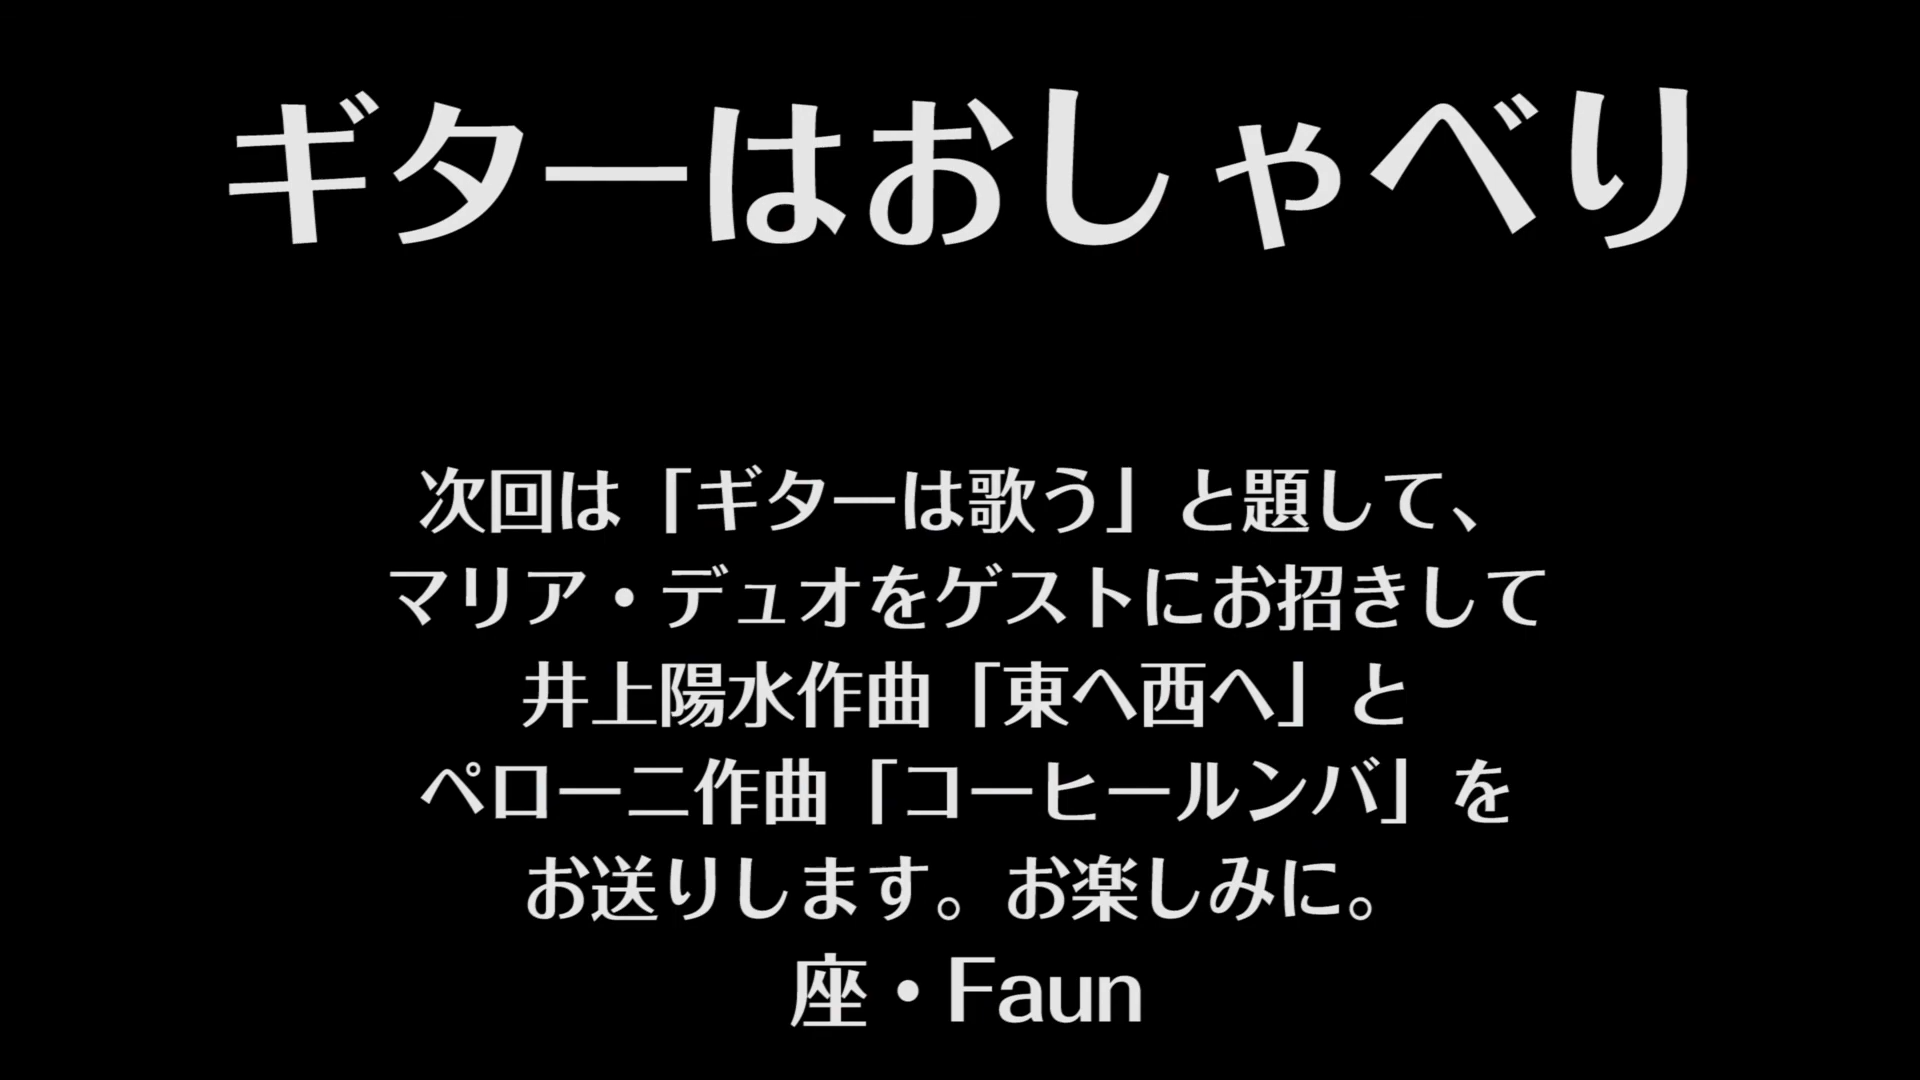 ギターはおしゃべり
次回は「ギターは歌う」と題して、
マリア・デュオをゲストにお招きして
井上陽水作曲「東へ西へ」と
ペローニ作曲「コーヒールンバ」を
お送りします。お楽しみに。
座・Faun